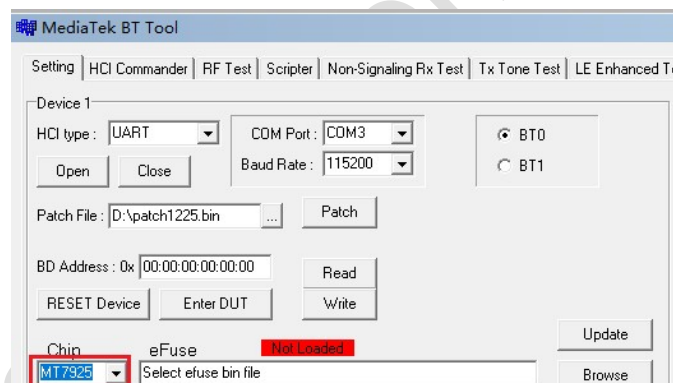 MediaTek BT Tool
Setting HCI Commander RF Test Scripter Non-Signaling Rx Test Tx Tone Test LE Enhanced
Device 1
HCI type : UART COM Port : COM3 BT0
Open Close Baud Rate : 115200 BT1
Patch File : D:\patch1225.bin ... Patch
BD Address : 0x 00:00:00:00:00:00 Read
RESET Device Enter DUT Write
Chip eFuse Not Loaded Update
MT7925 Select efuse bin file Browse